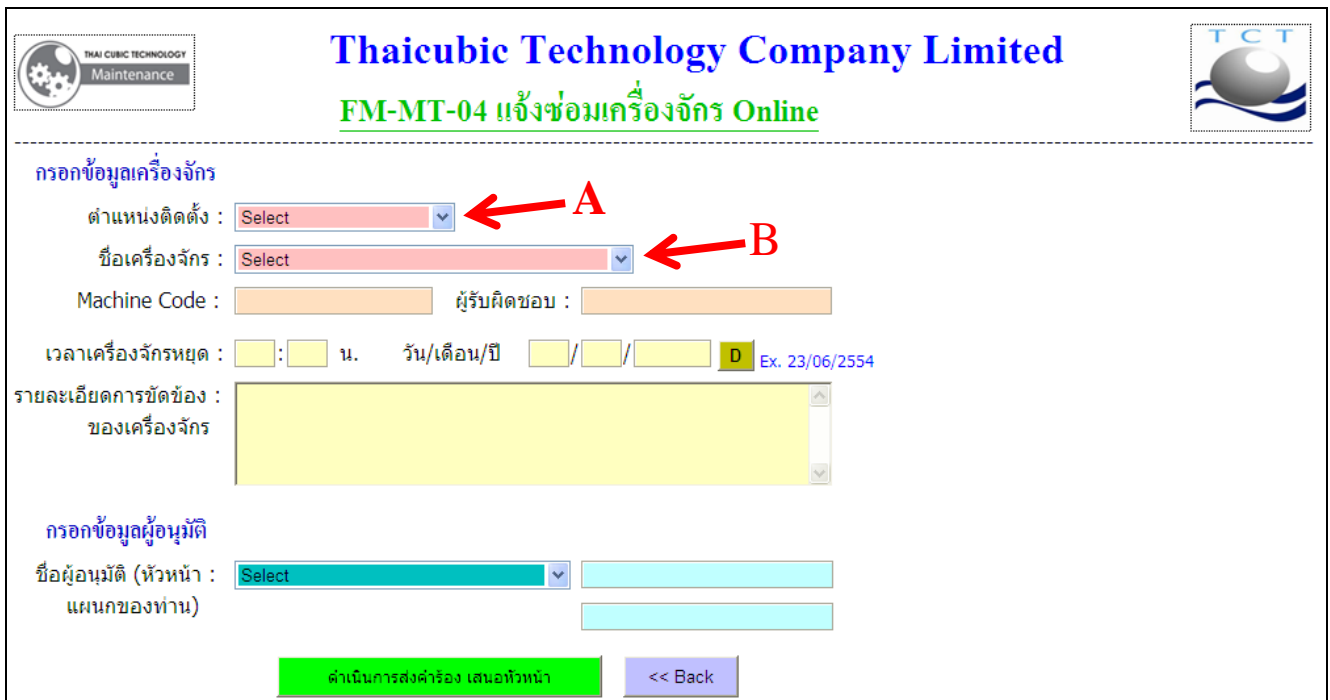 THAI CUBIC TECHNOLOGY
Maintenance
Thaicubic Technology Company Limited
T C T
FM-MT-04 แจ้งซ่อมเครื่องจักร Online
กรอกข้อมูลเครื่องจักร
ตำแหน่งติดตั้ง : Select A
ชื่อเครื่องจักร : Select B
Machine Code : ผู้รับผิดชอบ :
เวลาเครื่องจักรหยุด : : น. วัน/เดือน/ปี / / D Ex. 23/06/2554
รายละเอียดการขัดข้อง :
ของเครื่องจักร
กรอกข้อมูลผู้อนุมัติ
ชื่อผู้อนุมัติ (หัวหน้า : Select
แผนกของท่าน)
ดำเนินการส่งคำร้อง เสนอหัวหน้า << Back